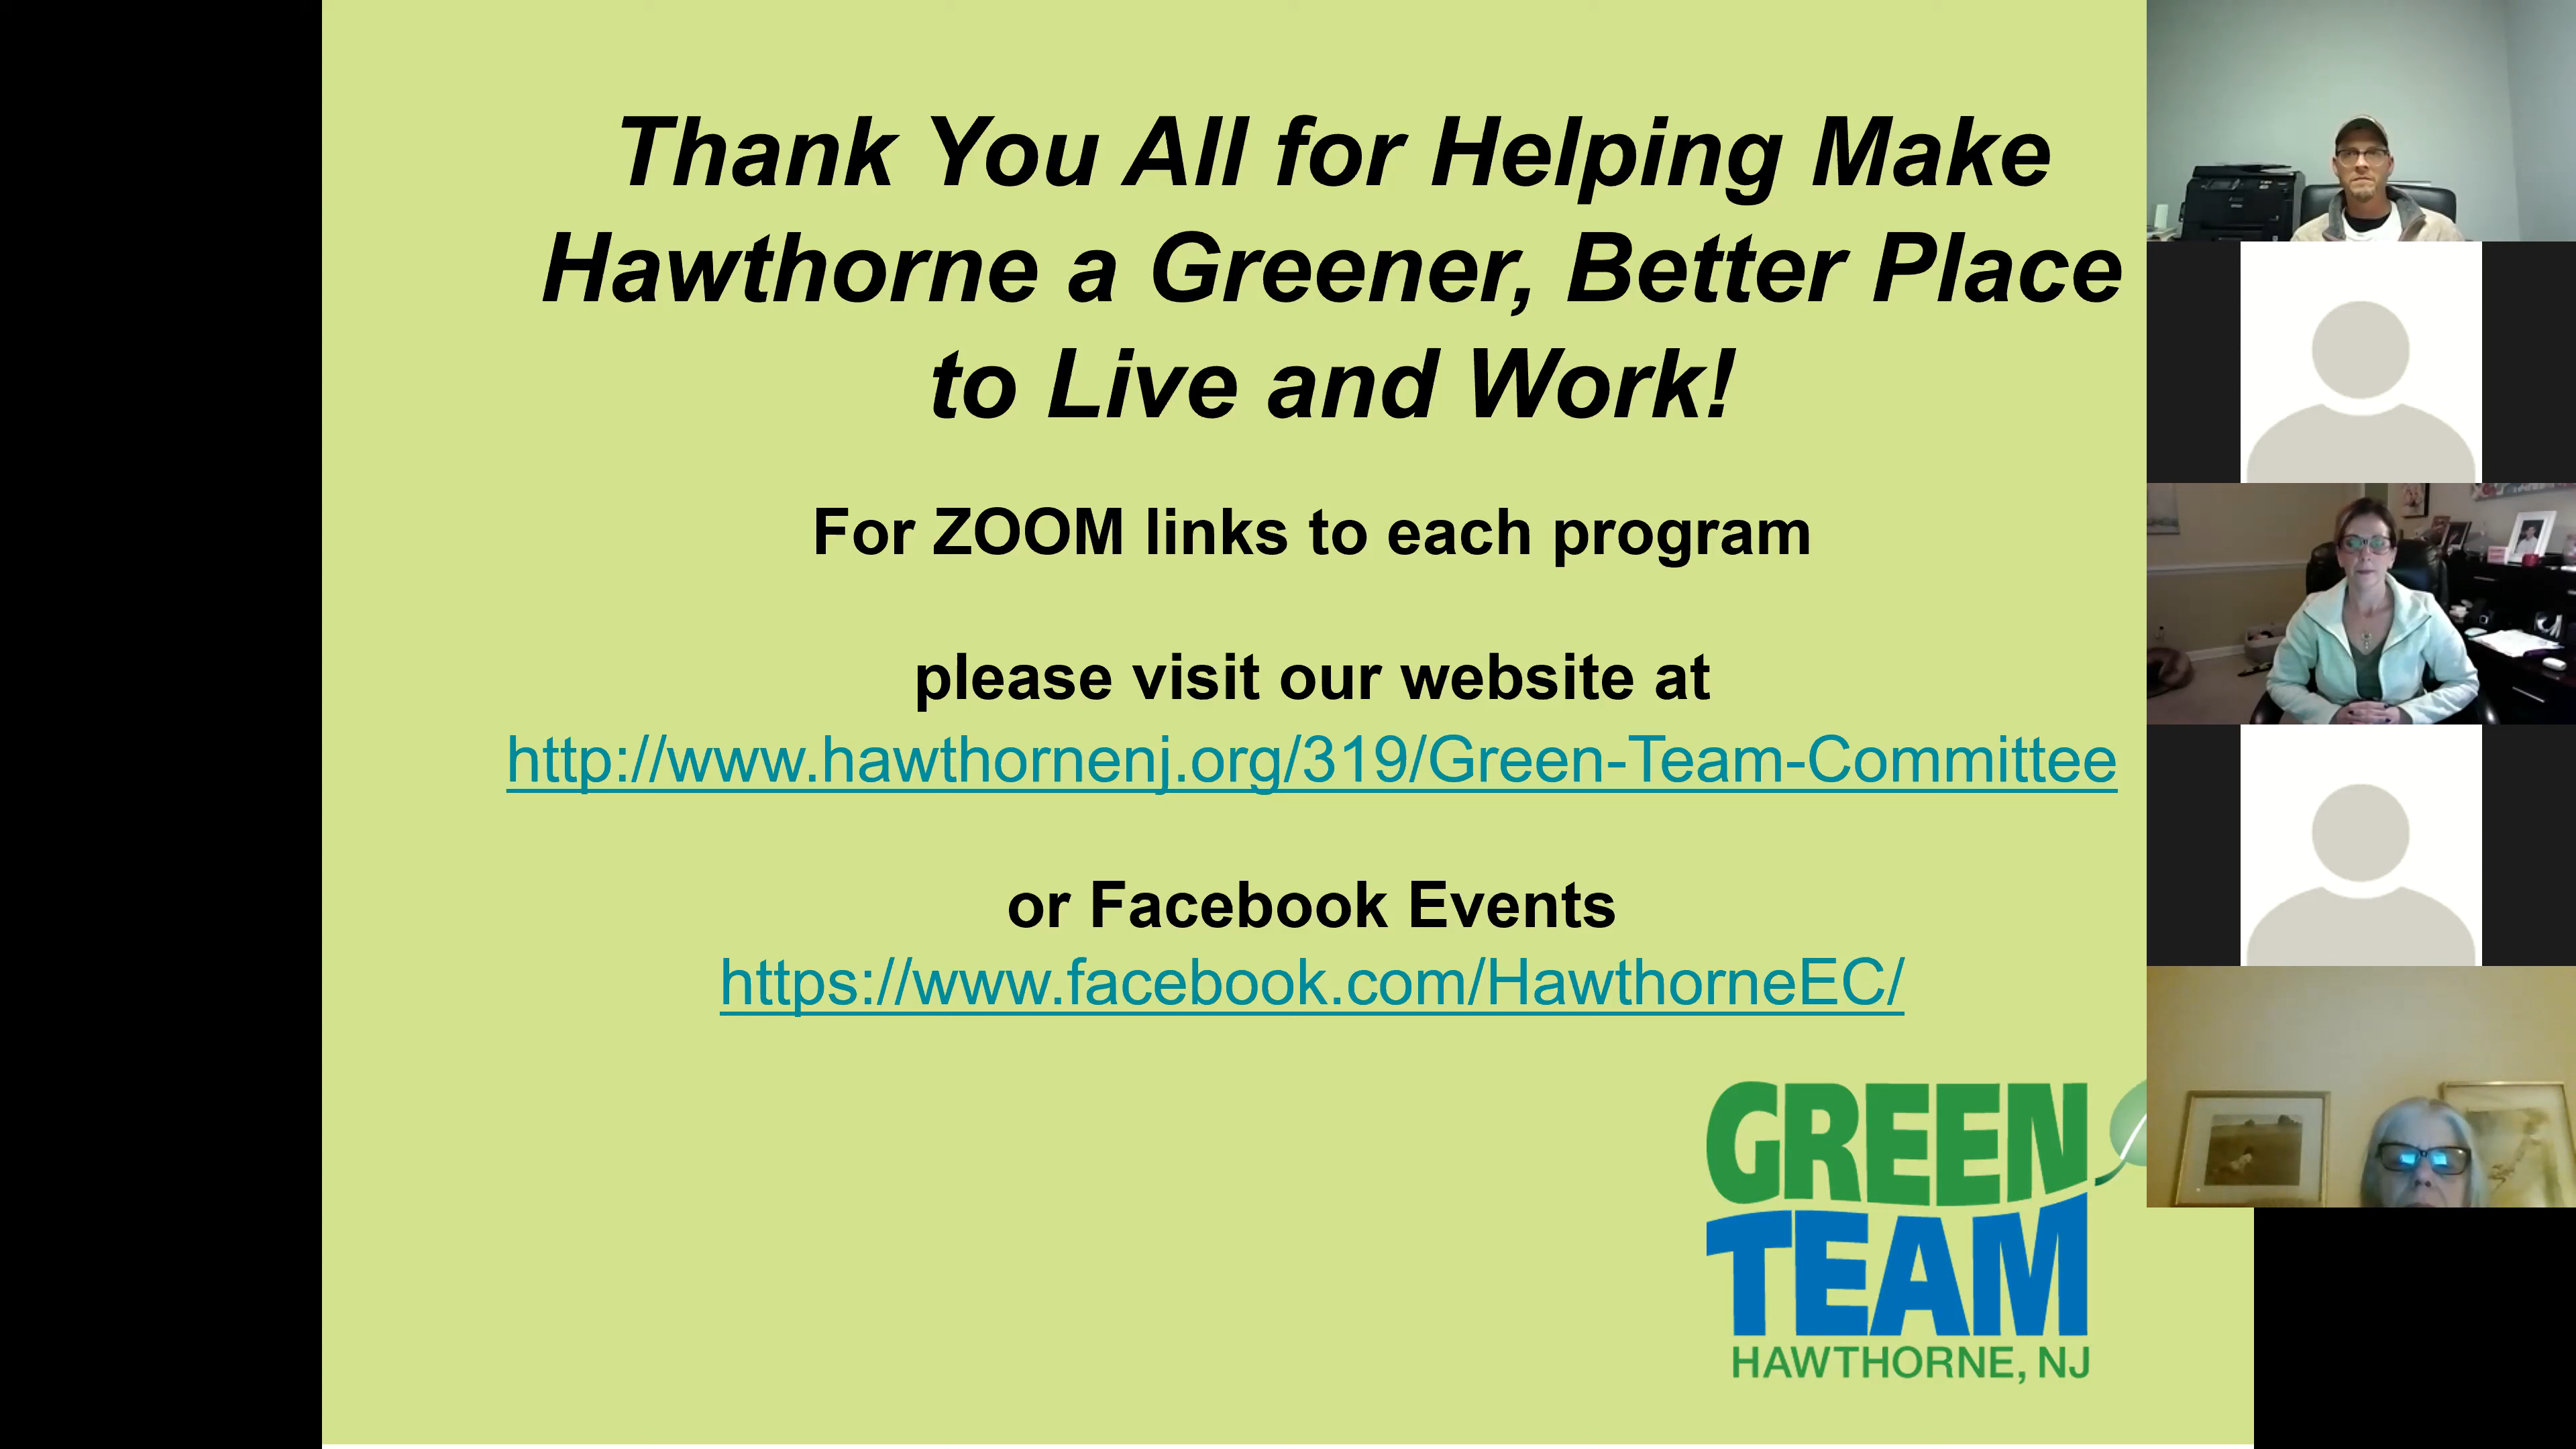 Thank You All for Helping Make
Hawthorne a Greener, Better Place
to Live and Work!
For ZOOM links to each program
please visit our website at
http://www.hawthornenj.org/319/Green-Team-Committee
or Facebook Events
https://www.facebook.com/HawthorneEC/
GREEN
TEAM
HAWTHORNE, NJ